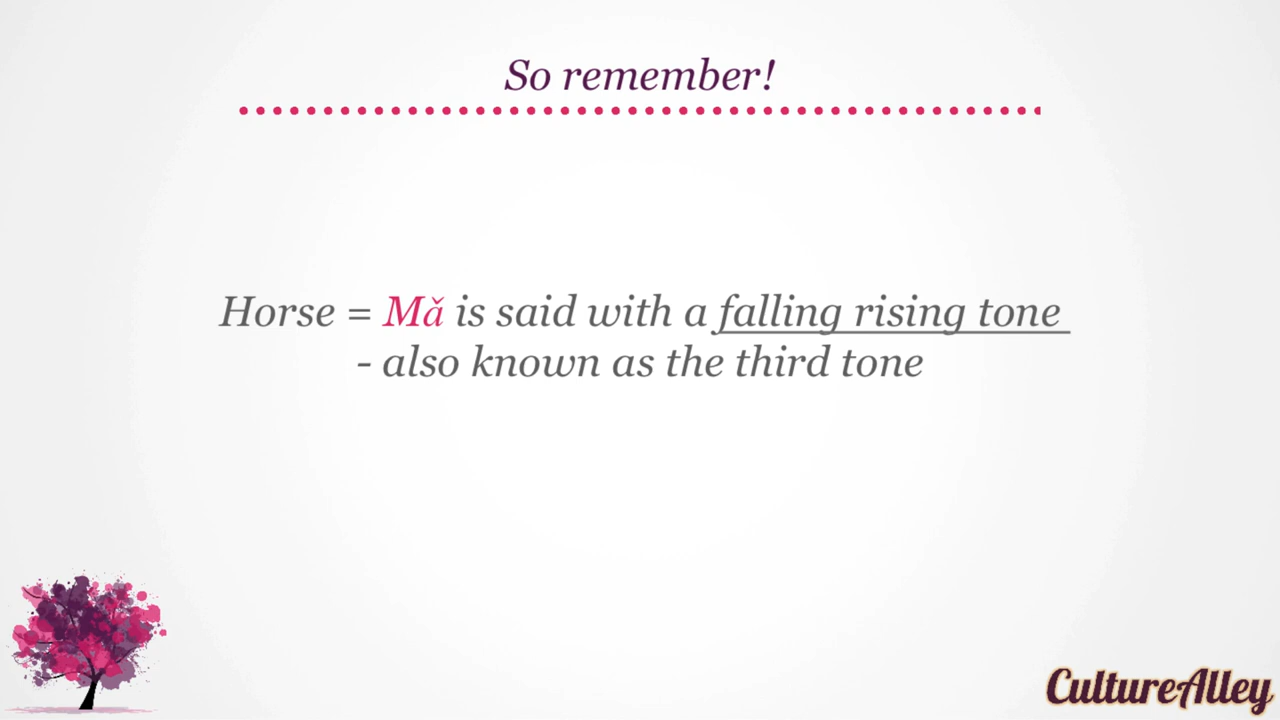 So remember!
Horse = Mǎ is said with a falling rising tone
- also known as the third tone
CultureAlley